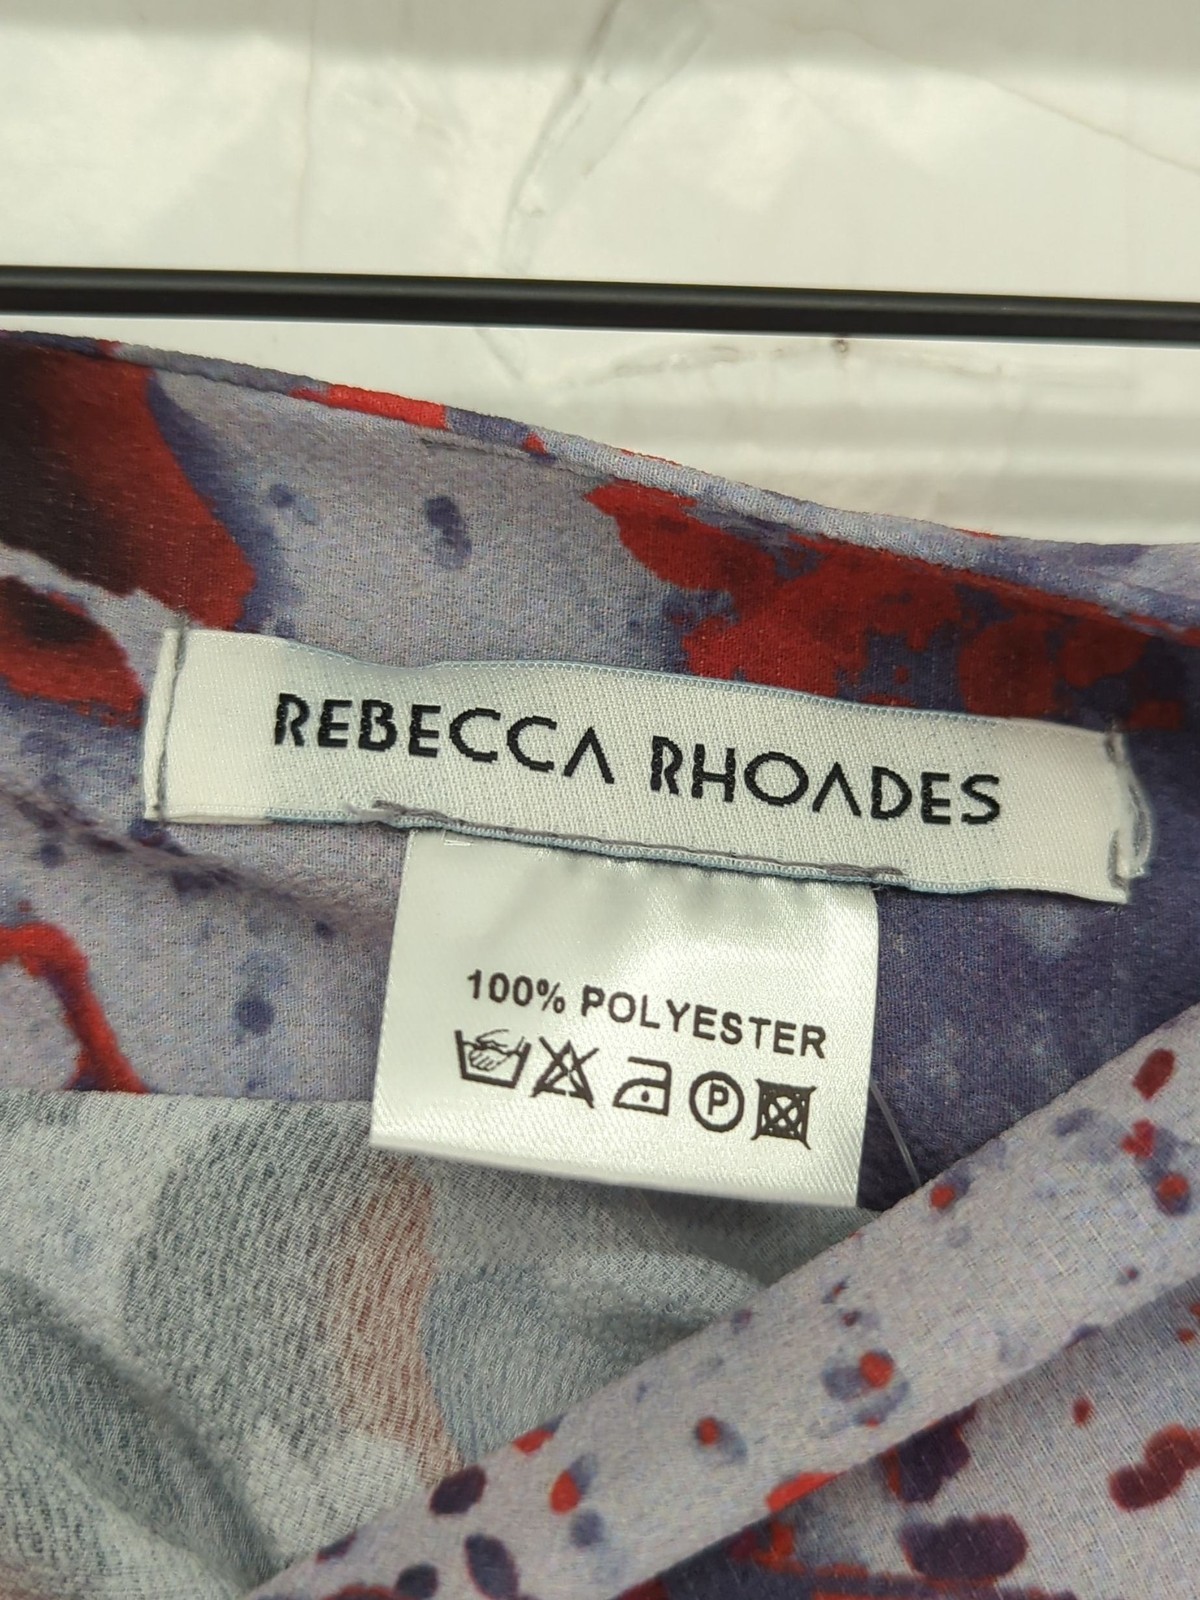 REBECCA RHOADES
100% POLYESTER
P